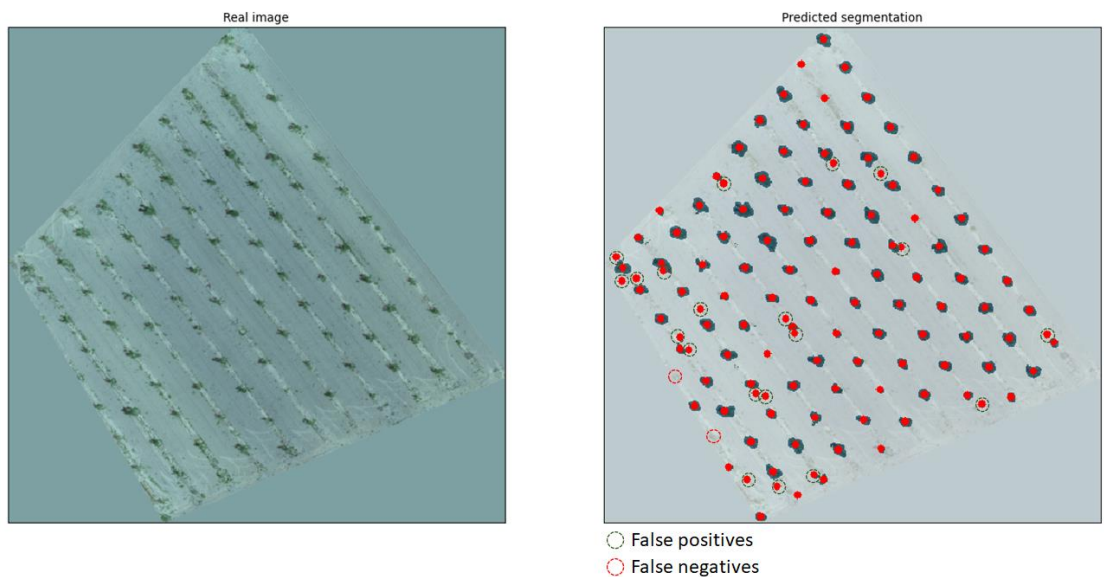 Real image
Predicted segmentation
False positives
False negatives